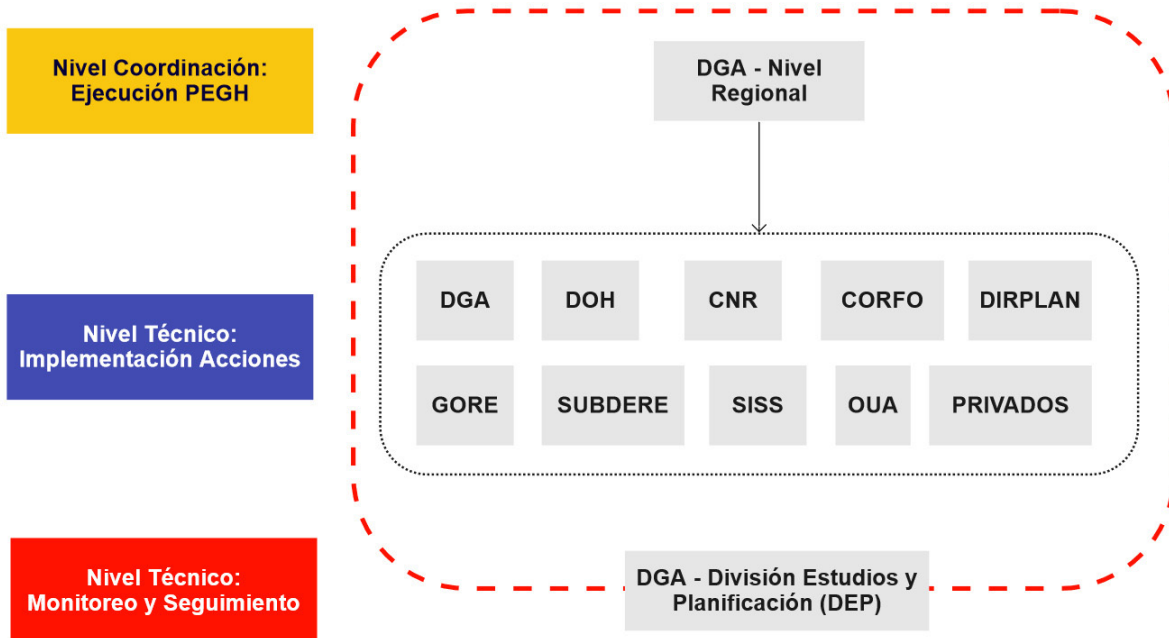 Nivel Coordinación:
Ejecución PEGH
DGA - Nivel
Regional
Nivel Técnico:
Implementación Acciones
DGA
DOH
CNR
CORFO
DIRPLAN
GORE
SUBDERE
SISS
OUA
PRIVADOS
Nivel Técnico:
Monitoreo y Seguimiento
DGA - División Estudios y
Planificación (DEP)